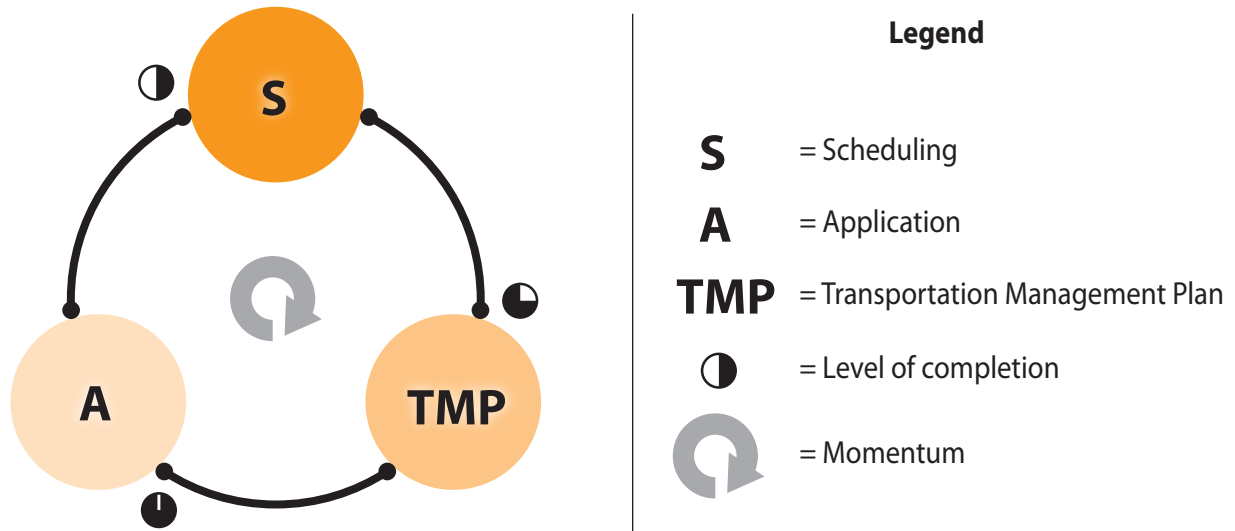 S
A
TMP
Legend
S = Scheduling
A = Application
TMP = Transportation Management Plan
= Level of completion
= Momentum